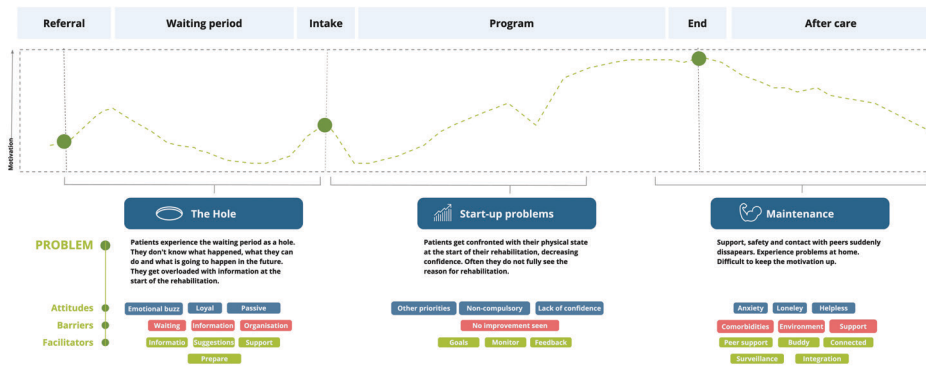 Referral
Waiting period
Intake
Program
End
After care
Motivation
The Hole
Start-up problems
Maintenance
PROBLEM
Patients experience the waiting period as a hole.
They don't know what happened, what they can
do and what is going to happen in the future.
They get overloaded with information at the
start of the rehabilitation.
Patients get confronted with their physical state
at the start of their rehabilitation, decreasing
confidence. Often they do not fully see the
reason for rehabilitation.
Support, safety and contact with peers suddenly
dissapears. Experience problems at home.
Difficult to keep the motivation up.
Attitudes
Emotional buzz
Loyal
Passive
Other priorities
Non-compulsory
Lack of confidence
Anxiety
Loneley
Helpless
Barriers
Waiting
Information
Organisation
No improvement seen
Comorbidities
Environment
Support
Facilitators
Informatio
Suggestions
Support
Goals
Monitor
Feedback
Peer support
Buddy
Connected
Prepare
Surveillance
Integration